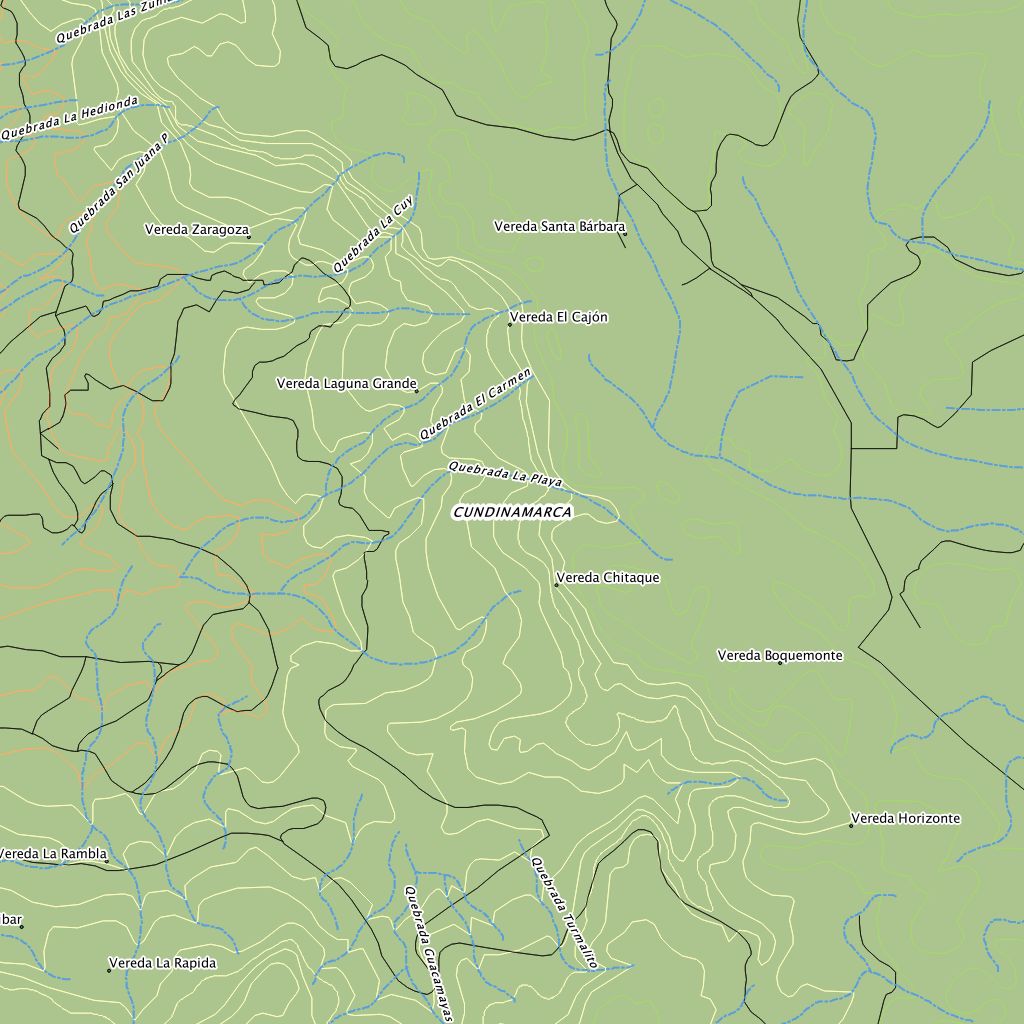 Quebrada Las Zuni
Quebrada La Hedionda
Quebrada San Juana P
Vereda Zaragoza
Quebrada La Cuy
Vereda Santa Bárbara
Vereda El Cajón
Vereda Laguna Grande
Quebrada El Carmen
Quebrada La Playa
CUNDINAMARCA
Vereda Chitaque
Vereda Boquemonte
Vereda Horizonte
Vereda La Rambla
Quebrada Turmalito
Quebrada Guacamayas
bar
Vereda La Rapida